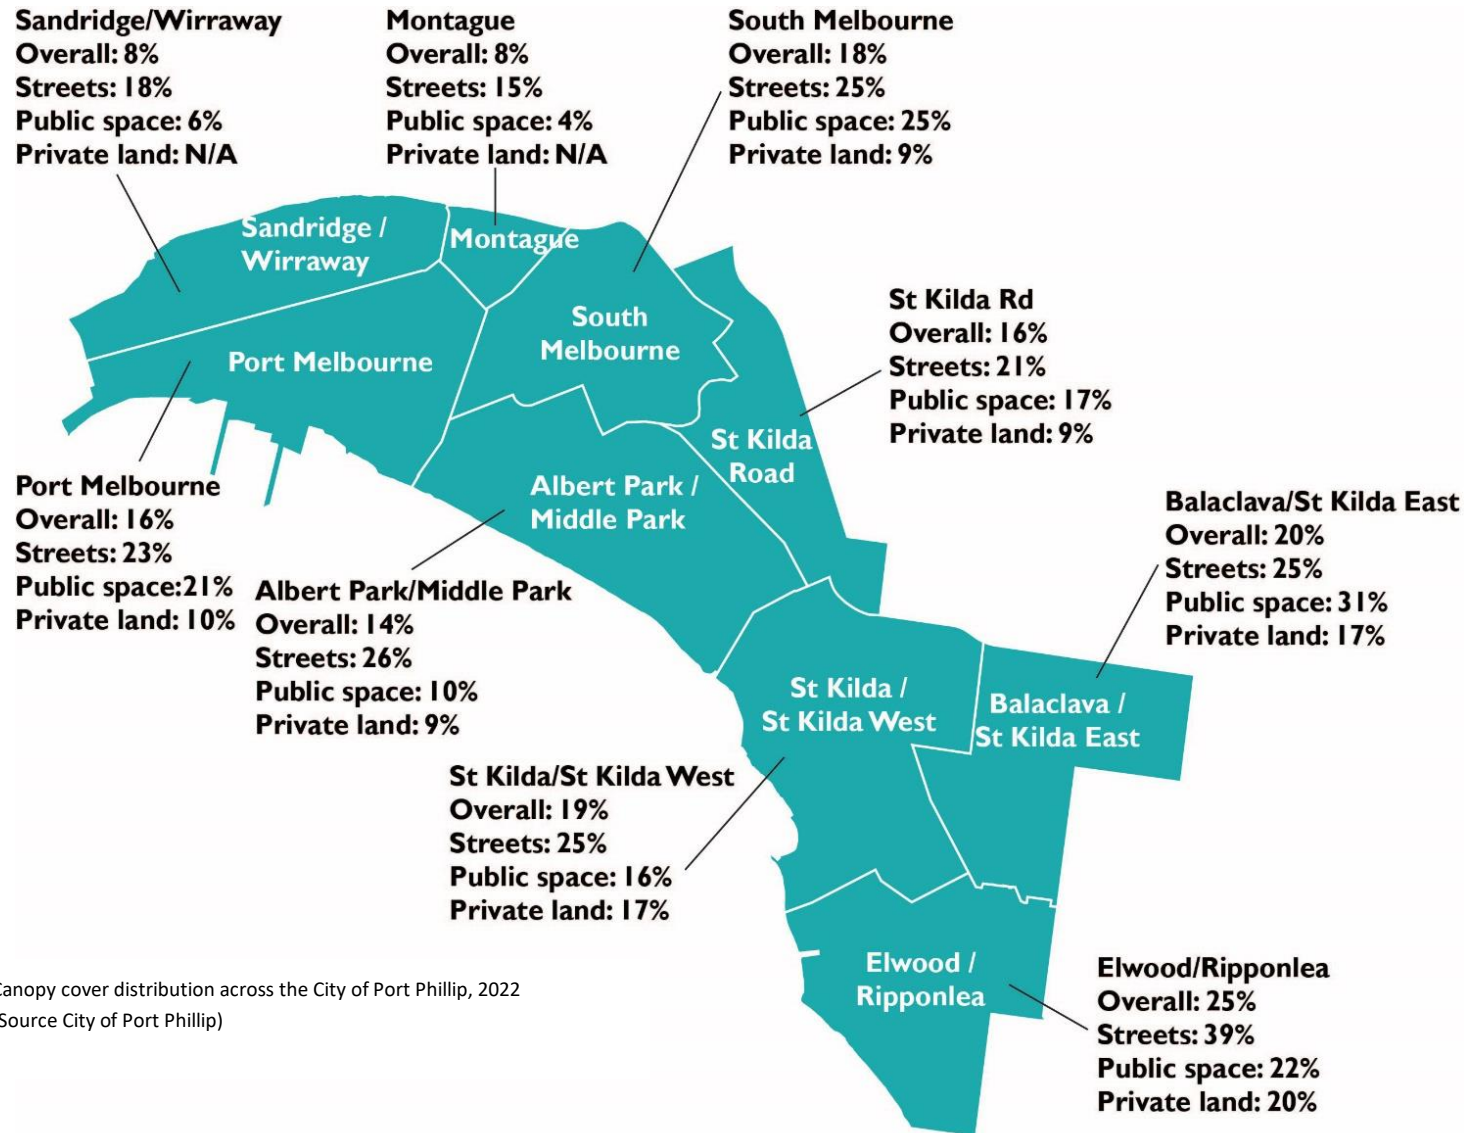 Sandridge/Wirraway
Overall: 8%
Streets: 18%
Public space: 6%
Private land: N/A
Montague
Overall: 8%
Streets: 15%
Public space: 4%
Private land: N/A
South Melbourne
Overall: 18%
Streets: 25%
Public space: 25%
Private land: 9%
Sandridge /
Wirraway
Montague
South
Melbourne
Port Melbourne
St Kilda Rd
Overall: 16%
Streets: 21%
Public space: 17%
Private land: 9%
St Kilda
Road
Albert Park /
Middle Park
Port Melbourne
Overall: 16%
Streets: 23%
Public space:21%
Private land: 10%
Albert Park/Middle Park
Overall: 14%
Streets: 26%
Public space: 10%
Private land: 9%
Balaclava/St Kilda East
Overall: 20%
Streets: 25%
Public space: 31%
Private land: 17%
St Kilda /
St Kilda West
Balaclava /
St Kilda East
St Kilda/St Kilda West
Overall: 19%
Streets: 25%
Public space: 16%
Private land: 17%
Elwood /
Ripponlea
Elwood/Ripponlea
Overall: 25%
Streets: 39%
Public space: 22%
Private land: 20%
Canopy cover distribution across the City of Port Phillip, 2022
(Source City of Port Phillip)